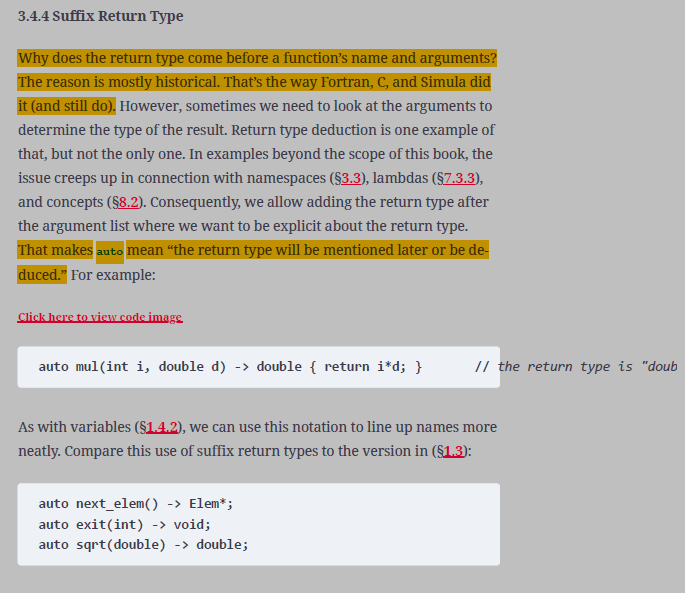 3.4.4 Suffix Return Type
Why does the return type come before a function’s name and arguments?
The reason is mostly historical. That’s the way Fortran, C, and Simula did
it (and still do). However, sometimes we need to look at the arguments to
determine the type of the result. Return type deduction is one example of
that, but not the only one. In examples beyond the scope of this book, the
issue creeps up in connection with namespaces (§3.3), lambdas (§7.3.3),
and concepts (§8.2). Consequently, we allow adding the return type after
the argument list where we want to be explicit about the return type.
That makes auto mean “the return type will be mentioned later or be de-
duced.” For example:
Click here to view code image
auto mul(int i, double d) -> double { return i*d; }       // the return type is "doub
As with variables (§1.4.2), we can use this notation to line up names more
neatly. Compare this use of suffix return types to the version in (§1.3):
auto next_elem() -> Elem*;
auto exit(int) -> void;
auto sqrt(double) -> double;